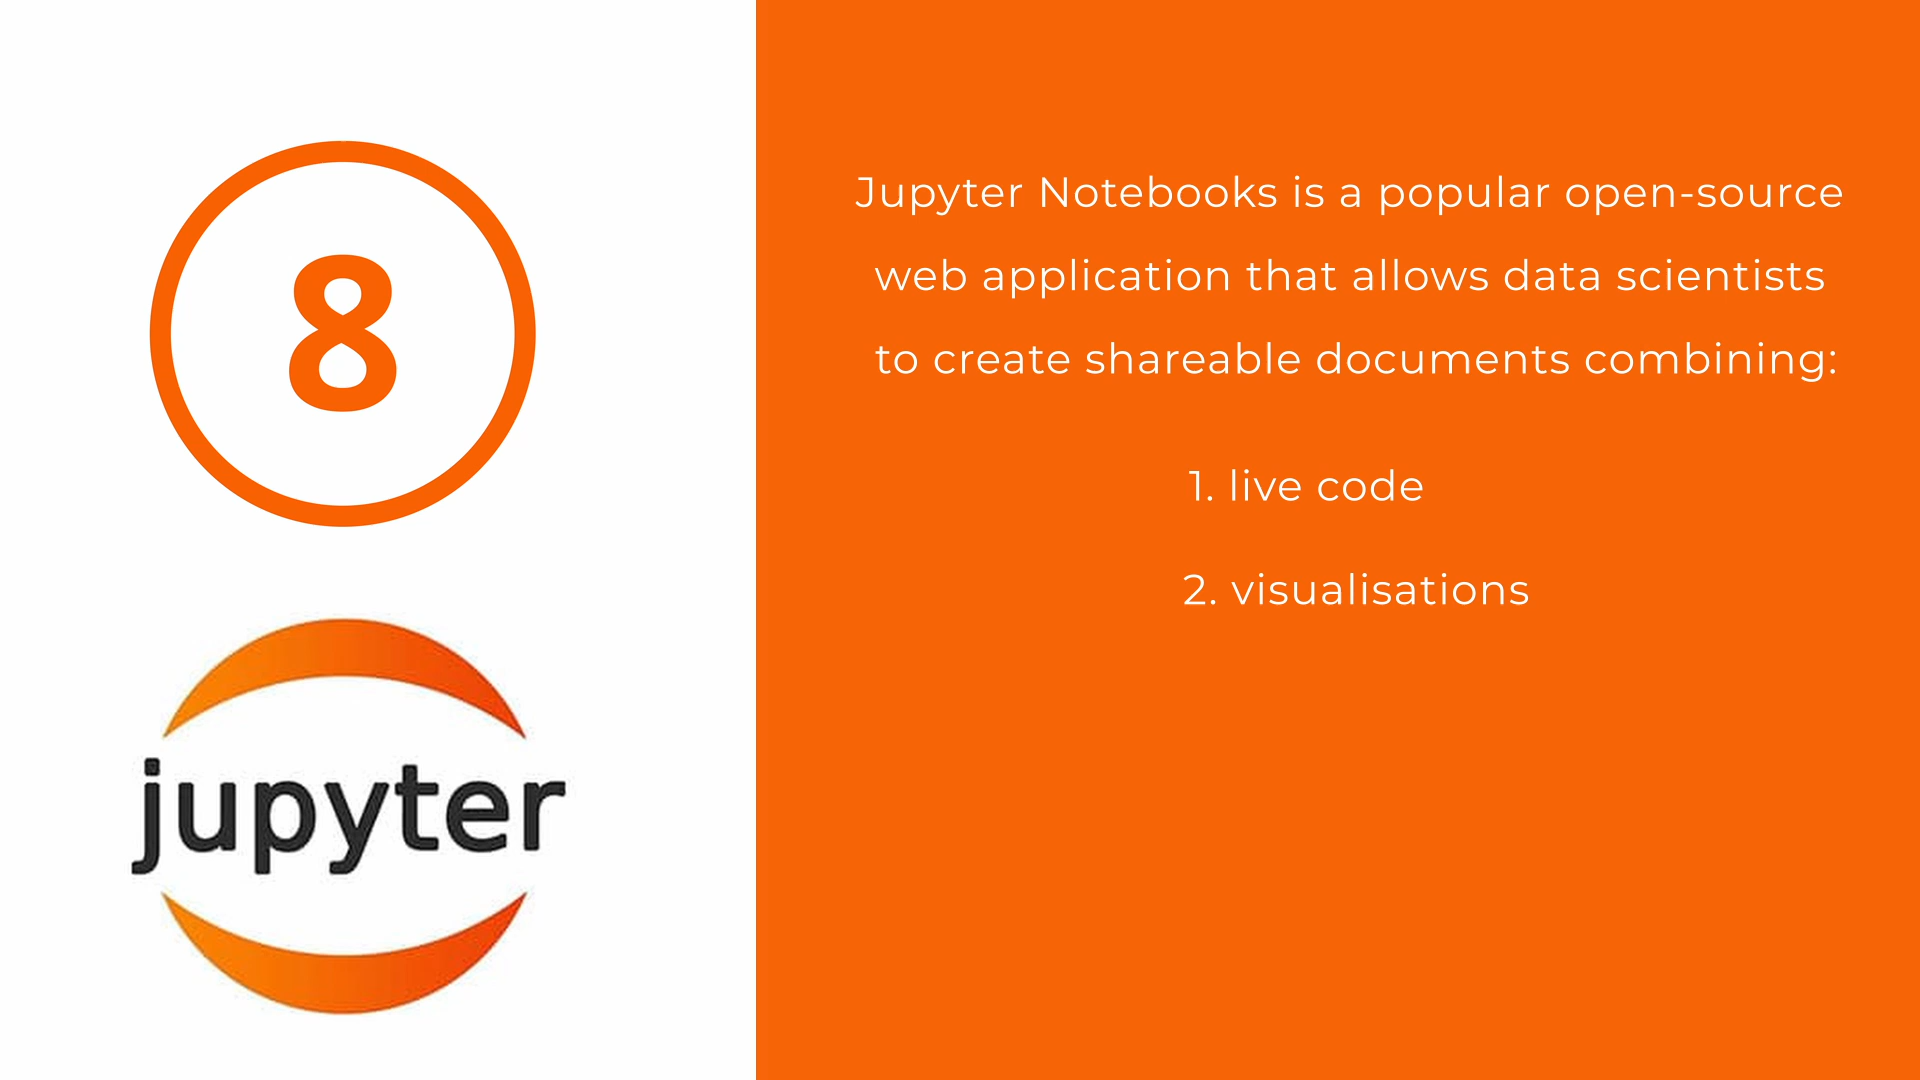 8
jupyter
Jupyter Notebooks is a popular open-source
web application that allows data scientists
to create shareable documents combining:
1. live code
2. visualisations